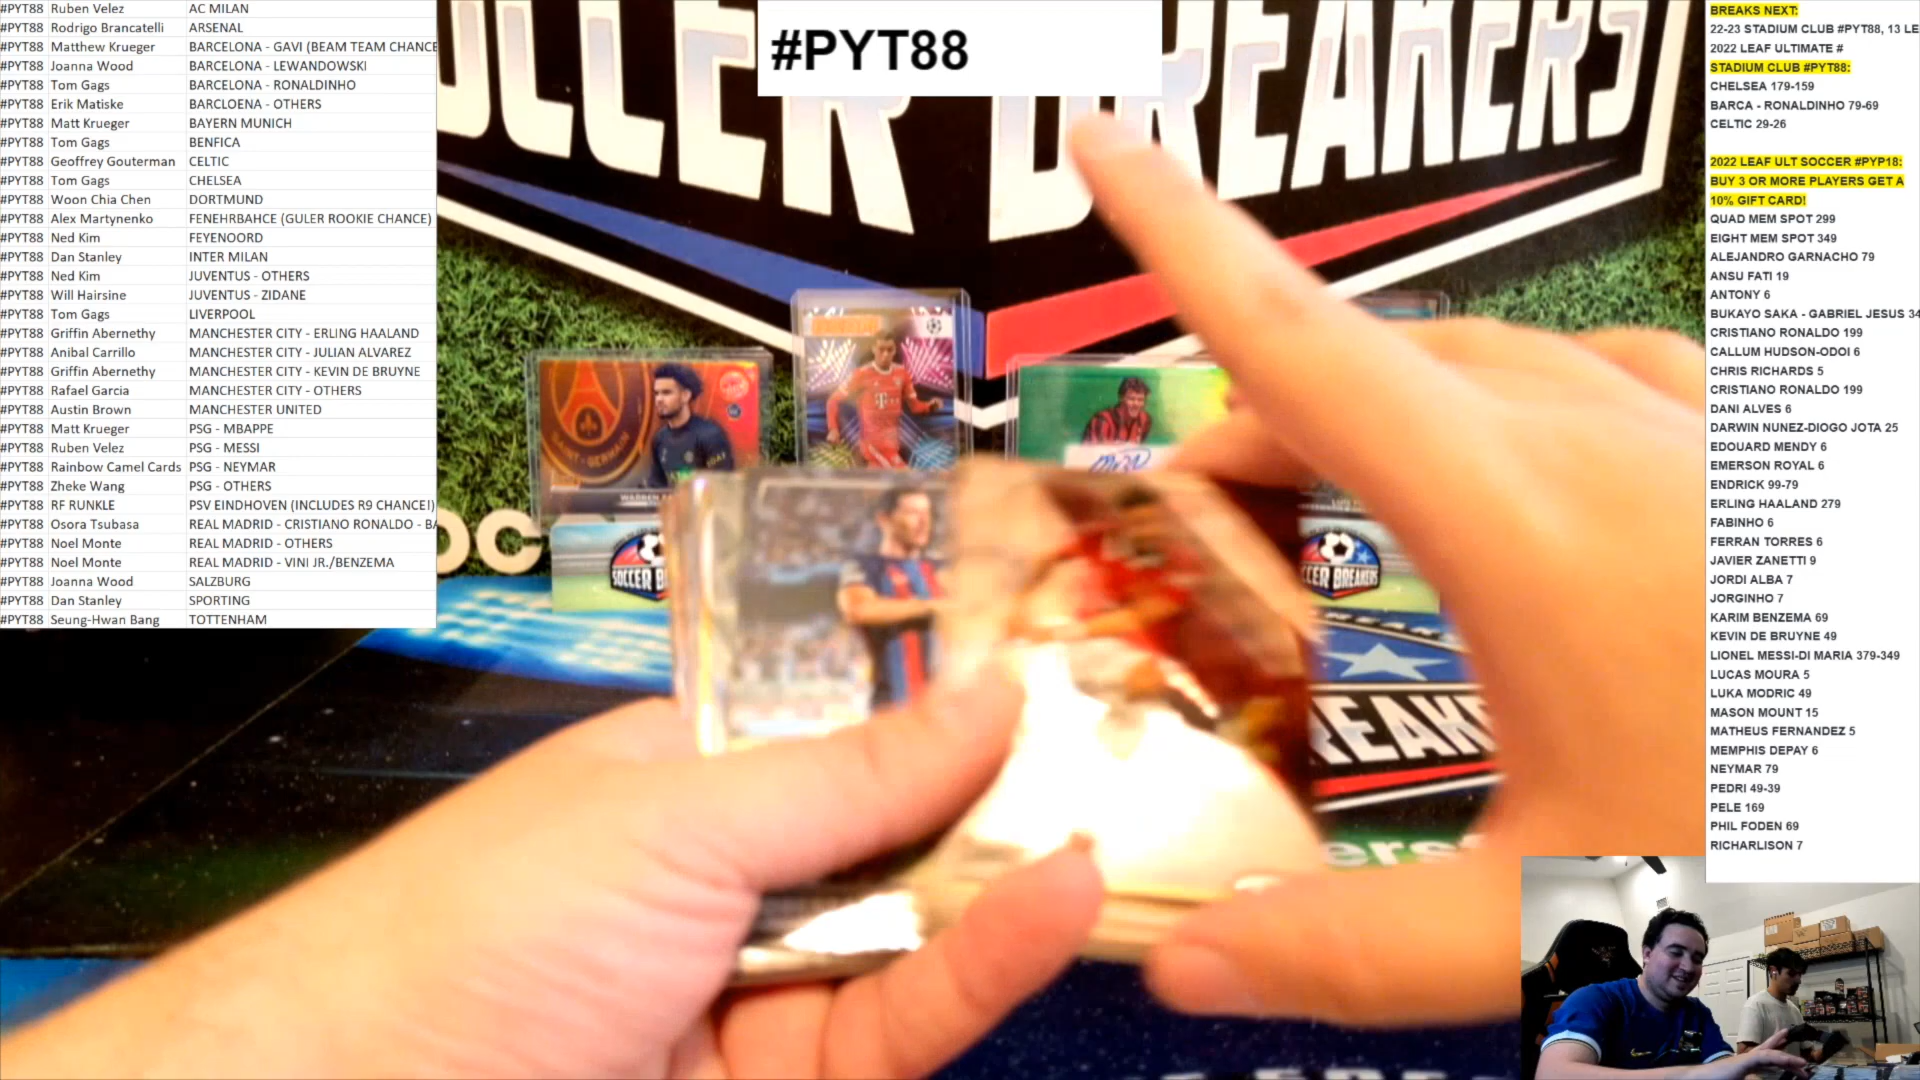 #PYT88 Ruben Velez AC MILAN
#PYT88 Rodrigo Brancatelli ARSENAL
#PYT88 Matthew Krueger BARCELONA - GAVI (BEAM TEAM CHANCE
#PYT88 Joanna Wood BARCELONA - LEWANDOWSKI
#PYT88 Tom Gags BARCELONA - RONALDINHO
#PYT88 Erik Matiske BARCLOENA - OTHERS
#PYT88 Matt Krueger BAYERN MUNICH
#PYT88 Tom Gags BENFICA
#PYT88 Geoffrey Gouterman CELTIC
#PYT88 Tom Gags CHELSEA
#PYT88 Woon Chia Chen DORTMUND
#PYT88 Alex Martynenko FENEHRBAHCE (GULER ROOKIE CHANCE)
#PYT88 Ned Kim FEYENOORD
#PYT88 Dan Stanley INTER MILAN
#PYT88 Ned Kim JUVENTUS - OTHERS
#PYT88 Will Hairsine JUVENTUS - ZIDANE
#PYT88 Tom Gags LIVERPOOL
#PYT88 Griffin Abernethy MANCHESTER CITY - ERLING HAALAND
#PYT88 Anibal Carrillo MANCHESTER CITY - JULIAN ALVAREZ
#PYT88 Griffin Abernethy MANCHESTER CITY - KEVIN DE BRUYNE
#PYT88 Rafael Garcia MANCHESTER CITY - OTHERS
#PYT88 Austin Brown MANCHESTER UNITED
#PYT88 Matt Krueger PSG - MBAPPE
#PYT88 Ruben Velez PSG - MESSI
#PYT88 Rainbow Camel Cards PSG - NEYMAR
#PYT88 Zheke Wang PSG - OTHERS
#PYT88 RF RUNKLE PSV EINDHOVEN (INCLUDES R9 CHANCE!)
#PYT88 Osora Tsubasa REAL MADRID - CRISTIANO RONALDO - BA
#PYT88 Noel Monte REAL MADRID - OTHERS
#PYT88 Noel Monte REAL MADRID - VINI JR./BENZEMA
#PYT88 Joanna Wood SALZBURG
#PYT88 Dan Stanley SPORTING
#PYT88 Seung-Hwan Bang TOTTENHAM
#PYT88
SOCCER BREAKERS
SAINT-GERMAIN
WARREN
SOCCER B
SOCCER BREAKERS
REAK
ers
BREAKS NEXT:
22-23 STADIUM CLUB #PYT88, 13 LE
2022 LEAF ULTIMATE #
STADIUM CLUB #PYT88:
CHELSEA 179-159
BARCA - RONALDINHO 79-69
CELTIC 29-26
2022 LEAF ULT SOCCER #PYP18:
BUY 3 OR MORE PLAYERS GET A
10% GIFT CARD!
QUAD MEM SPOT 299
EIGHT MEM SPOT 349
ALEJANDRO GARNACHO 79
ANSU FATI 19
ANTONY 6
BUKAYO SAKA - GABRIEL JESUS 34
CRISTIANO RONALDO 199
CALLUM HUDSON-ODOI 6
CHRIS RICHARDS 5
CRISTIANO RONALDO 199
DANI ALVES 6
DARWIN NUNEZ-DIOGO JOTA 25
EDOUARD MENDY 6
EMERSON ROYAL 6
ENDRICK 99-79
ERLING HAALAND 279
FABINHO 6
FERRAN TORRES 6
JAVIER ZANETTI 9
JORDI ALBA 7
JORGINHO 7
KARIM BENZEMA 69
KEVIN DE BRUYNE 49
LIONEL MESSI-DI MARIA 379-349
LUCAS MOURA 5
LUKA MODRIC 49
MASON MOUNT 15
MATHEUS FERNANDEZ 5
MEMPHIS DEPAY 6
NEYMAR 79
PEDRI 49-39
PELE 169
PHIL FODEN 69
RICHARLISON 7